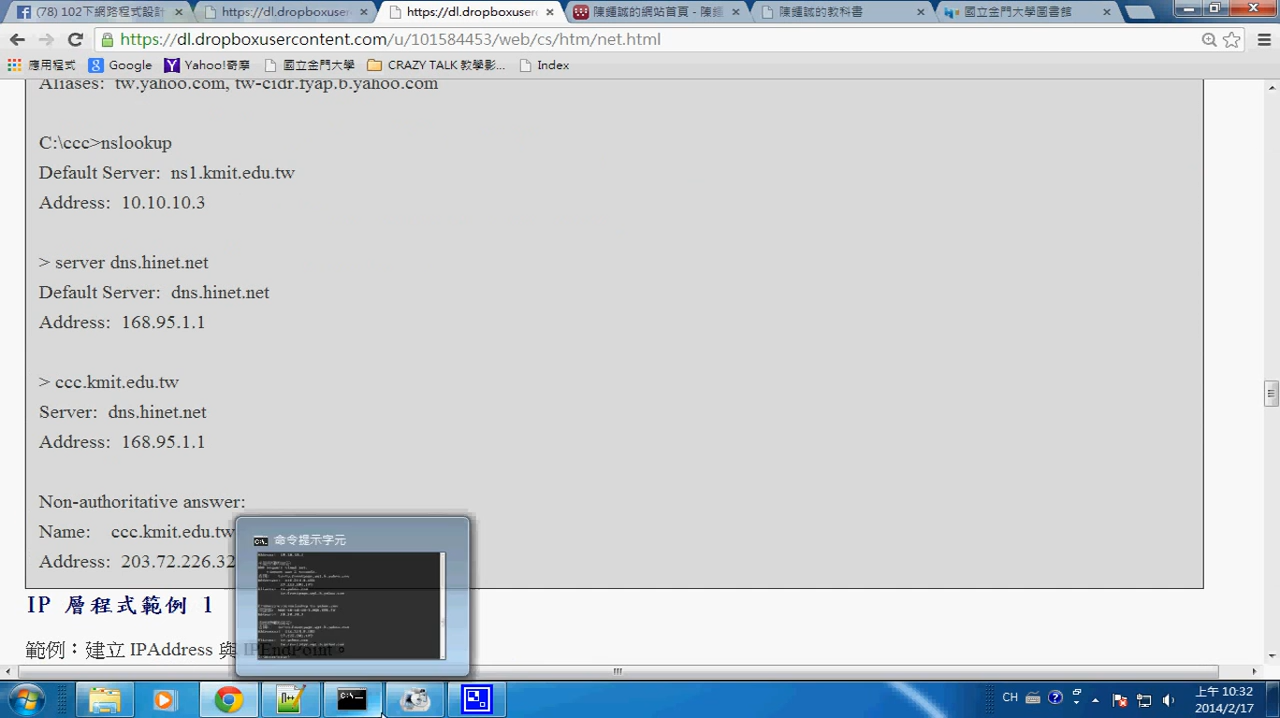 (78) 102下網路程式設計
https://dl.dropboxuser
https://dl.dropboxuser
陳鍾誠的網站首頁 - 陳鍾
陳鍾誠的教科書
國立金門大學圖書館
https://dl.dropboxusercontent.com/u/101584453/web/cs/htm/net.html
應用程式
Google
Yahoo!奇摩
國立金門大學
CRAZY TALK 教學影...
Index
Aliases: tw.yahoo.com, tw-cidr.fyap.b.yahoo.com
C:\ccc>nslookup
Default Server: ns1.kmit.edu.tw
Address: 10.10.10.3
> server dns.hinet.net
Default Server: dns.hinet.net
Address: 168.95.1.1
> ccc.kmit.edu.tw
Server: dns.hinet.net
Address: 168.95.1.1
Non-authoritative answer:
Name: ccc.kmit.edu.tw
Address: 203.72.226.32
命令提示字元
IP 層程式範例 1
範例：建立 IPAddress 與 IPEndPoint。
CH
上午 10:32
2014/2/17